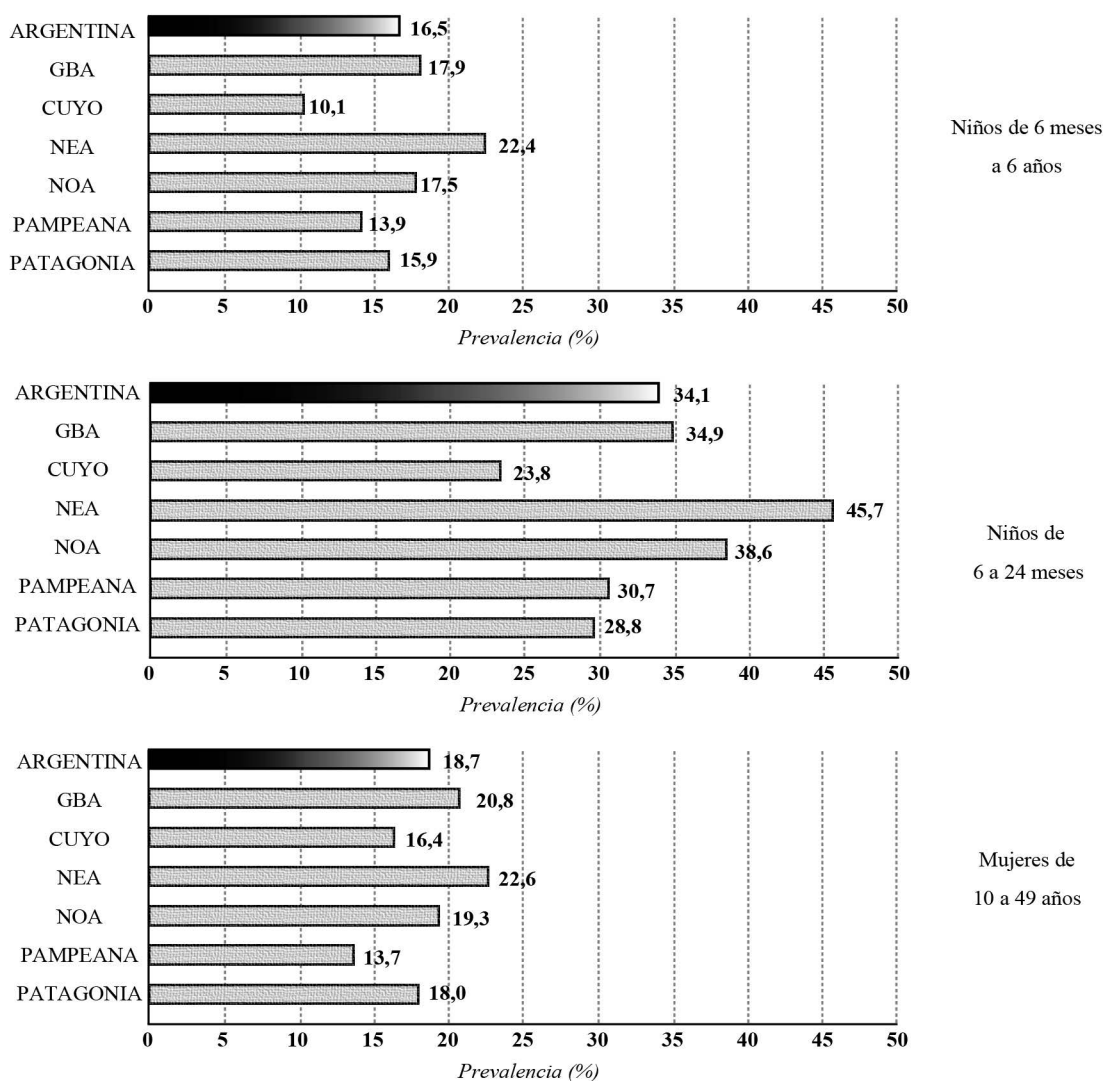 ARGENTINA 16,5
GBA 17,9
CUYO 10,1
NEA 22,4
NOA 17,5
PAMPEANA 13,9
PATAGONIA 15,9
0 5 10 15 20 25 30 35 40 45 50
Prevalencia (%)
Niños de 6 meses
a 6 años
ARGENTINA 34,1
GBA 34,9
CUYO 23,8
NEA 45,7
NOA 38,6
PAMPEANA 30,7
PATAGONIA 28,8
0 5 10 15 20 25 30 35 40 45 50
Prevalencia (%)
Niños de
6 a 24 meses
ARGENTINA 18,7
GBA 20,8
CUYO 16,4
NEA 22,6
NOA 19,3
PAMPEANA 13,7
PATAGONIA 18,0
0 5 10 15 20 25 30 35 40 45 50
Prevalencia (%)
Mujeres de
10 a 49 años